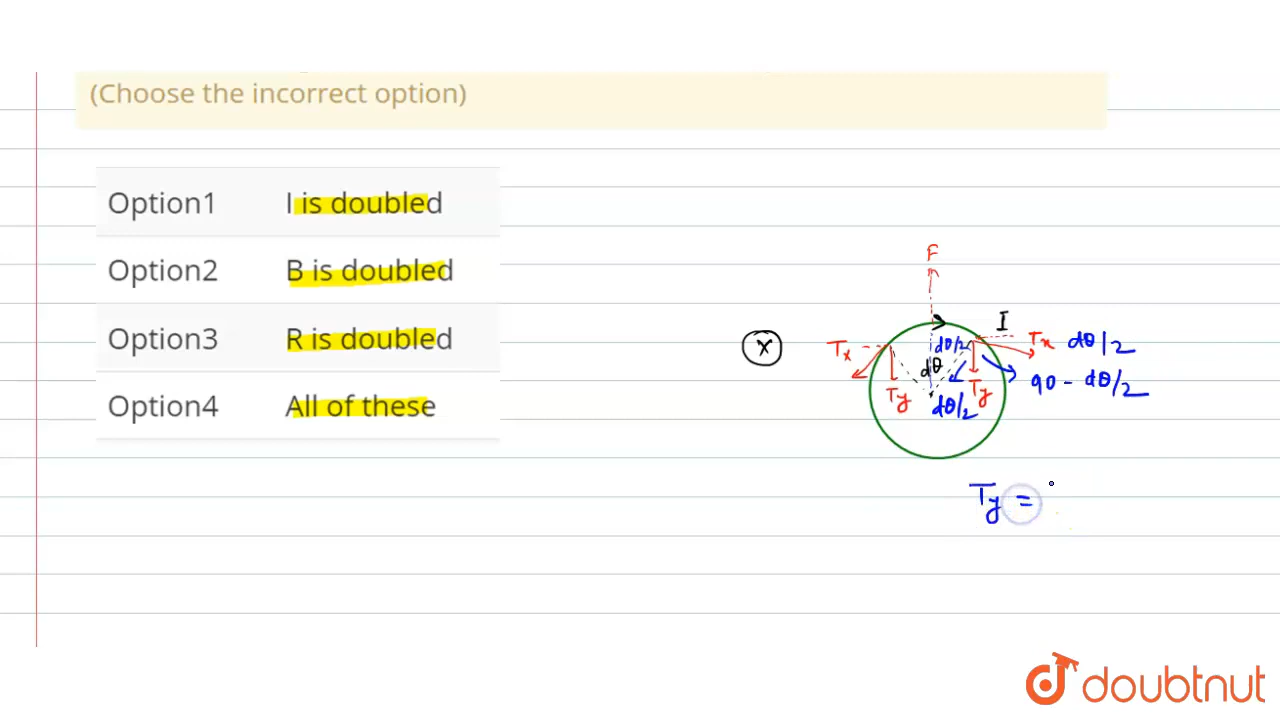 (Choose the incorrect option)
Option1 I is doubled
Option2 B is doubled
Option3 R is doubled
Option4 All of these
F
I
X
Tx dθ/2 Tx dθ/2
dθ
Ty dθ/2 Ty 90 - dθ/2
Ty =
doubtnut